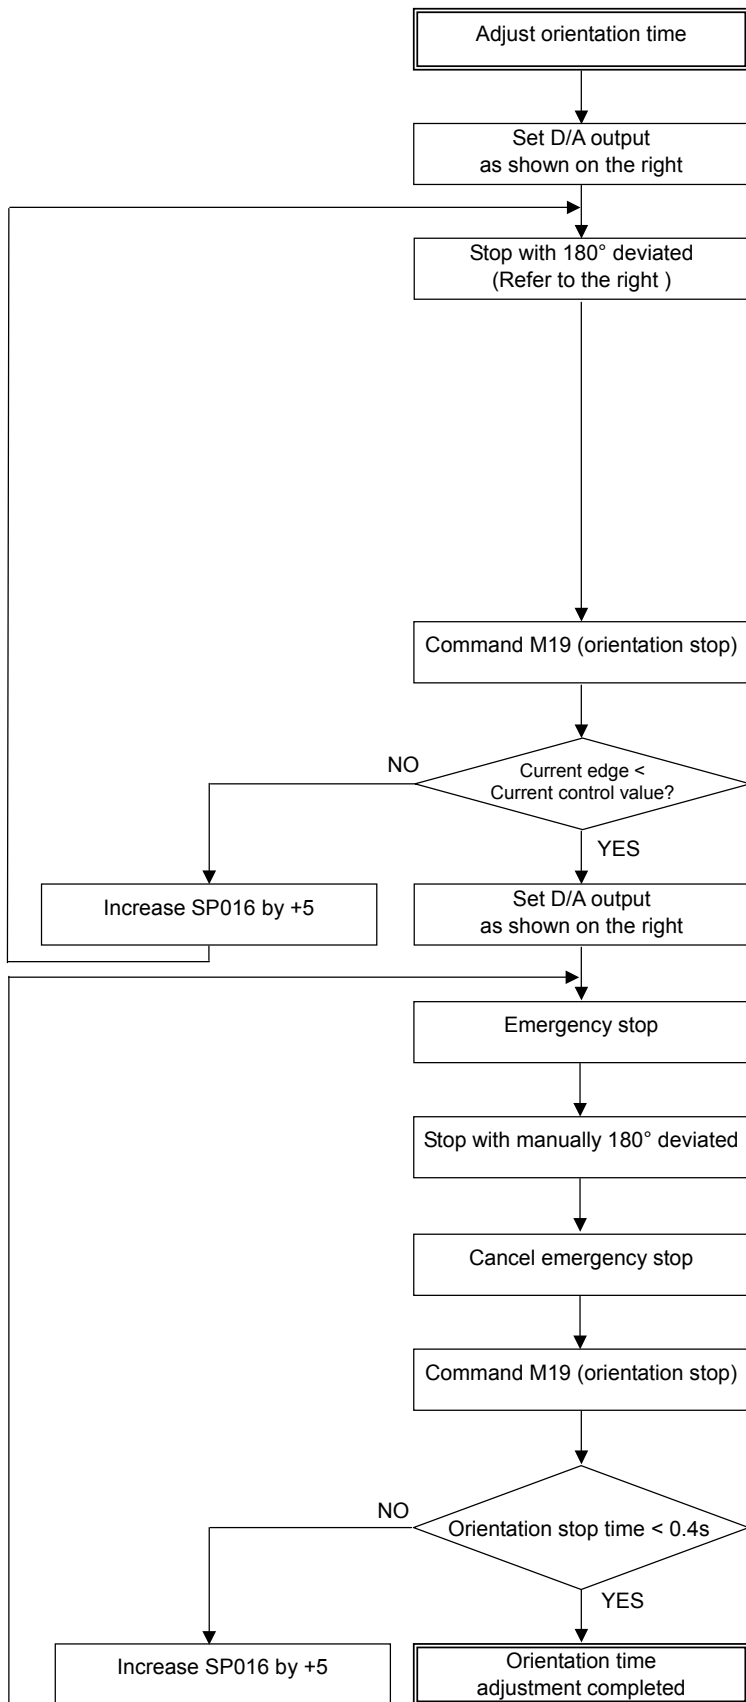 Adjust orientation time
Set D/A output
as shown on the right
Stop with 180° deviated
(Refer to the right )
Command M19 (orientation stop)
NO
Current edge <
Current control value?
YES
Increase SP016 by +5
Set D/A output
as shown on the right
Emergency stop
Stop with manually 180° deviated
Cancel emergency stop
Command M19 (orientation stop)
NO
Orientation stop time < 0.4s
YES
Increase SP016 by +5
Orientation time
adjustment completed